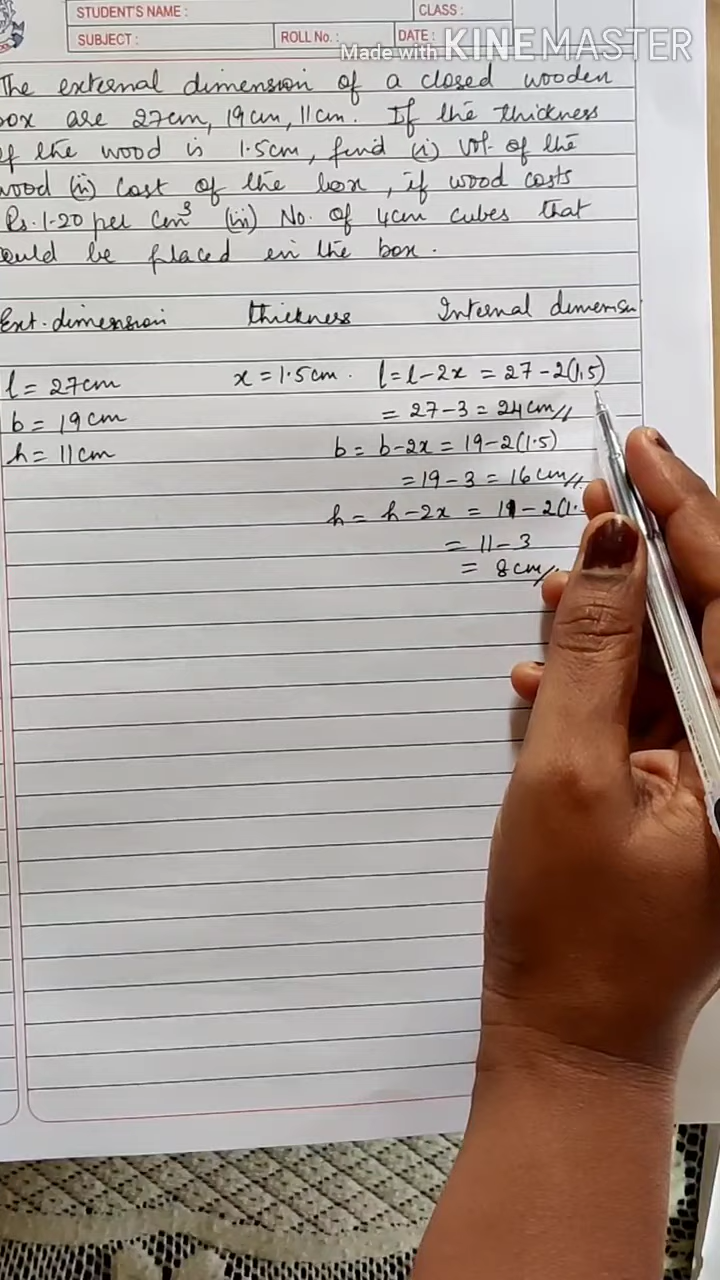 STUDENT'S NAME : CLASS :
SUBJECT : ROLL No. : DATE :
Made with KINEMASTER
The external dimension of a closed wooden
box are 27cm, 19cm, 11cm. If the thickness
of the wood is 1.5cm, find (i) Vol. of the
wood (ii) Cost of the box, if wood costs
Rs. 1.20 per cm³ (iii) No. of 4cm cubes that
could be placed in the box.
Ext. dimension thickness Internal dimensi
l = 27cm x = 1.5cm. l = l - 2x = 27 - 2(1.5)
b = 19cm = 27 - 3 = 24cm//
h = 11cm b = b - 2x = 19 - 2(1.5)
= 19 - 3 = 16cm//
h = h - 2x = 11 - 2(1.
= 11 - 3
= 8cm//